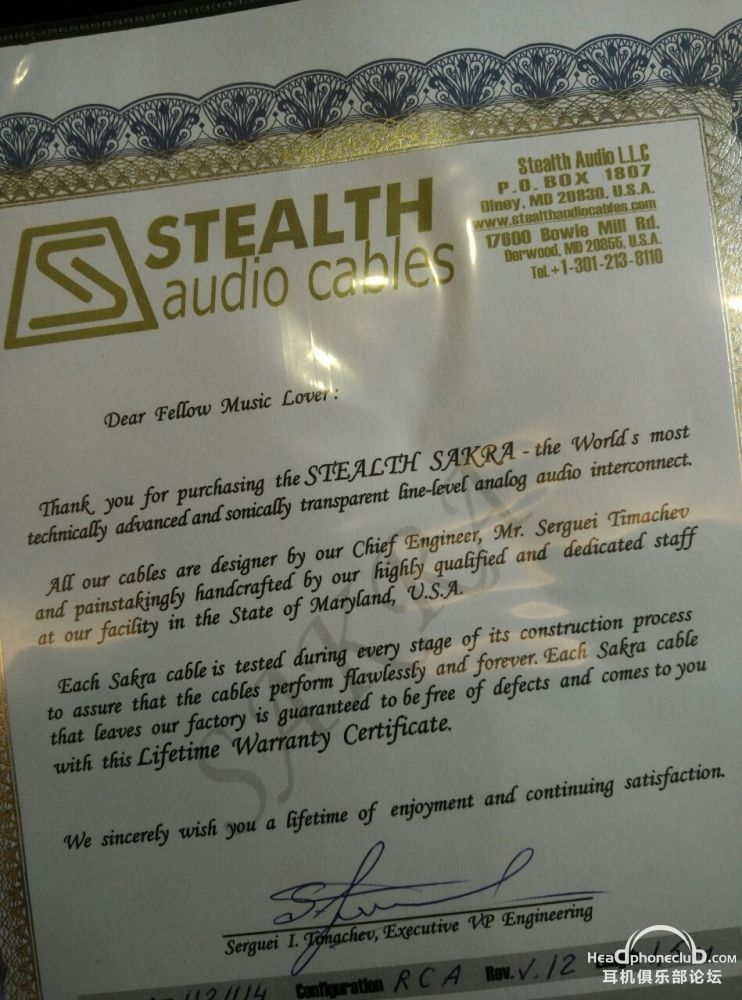 STEALTH
audio cables
Stealth Audio L.L.C
P.O. BOX 1807
Olney, MD 20830, U.S.A.
www.stealthaudiocables.com
17600 Bowie Mill Rd.
Derwood, MD 20855, U.S.A.
Tel.+1-301-213-8110
Dear Fellow Music Lover:
Thank you for purchasing the STEALTH SAKRA - the World's most
technically advanced and sonically transparent line-level analog audio interconnect.
All our cables are designer by our Chief Engineer, Mr. Serguei Timachev
and painstakingly handcrafted by our highly qualified and dedicated staff
at our facility in the State of Maryland, U.S.A.
Each Sakra cable is tested during every stage of its construction process
to assure that the cables perform flawlessly and forever. Each Sakra cable
that leaves our factory is guaranteed to be free of defects and comes to you
with this Lifetime Warranty Certificate.
SAKRA
We sincerely wish you a lifetime of enjoyment and continuing satisfaction.
Serguei I. Timachev, Executive VP Engineering
Configuration RCA Rev. V.12
HeadphoneclUb.com
耳机俱乐部论坛